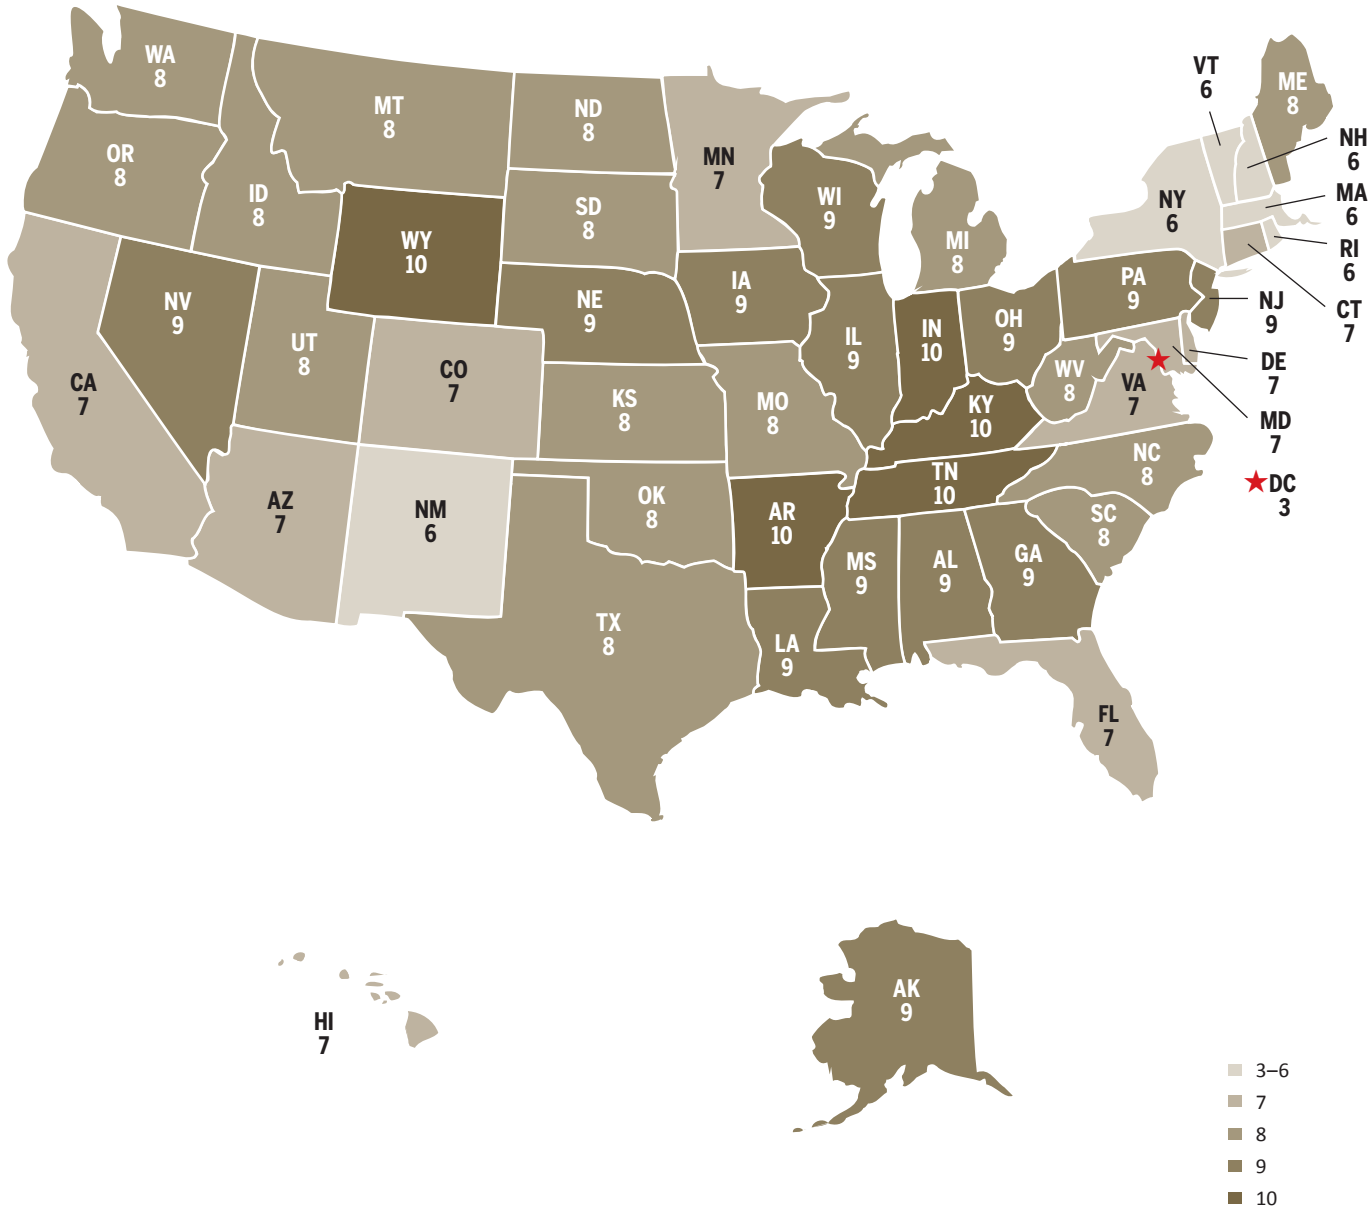 WA
8
MT
8
ND
8
MN
7
VT
6
ME
8
NH
6
OR
8
ID
8
SD
8
WI
9
MI
8
NY
6
MA
6
RI
6
WY
10
NV
9
NE
9
IA
9
PA
9
NJ
9
CT
7
UT
8
CO
7
IL
9
IN
10
OH
9
WV
8
VA
7
DE
7
MD
7
CA
7
KS
8
MO
8
KY
10
NC
8
DC
3
AZ
7
NM
6
OK
8
AR
10
TN
10
SC
8
MS
9
AL
9
GA
9
TX
8
LA
9
FL
7
HI
7
AK
9
3–6
7
8
9
10